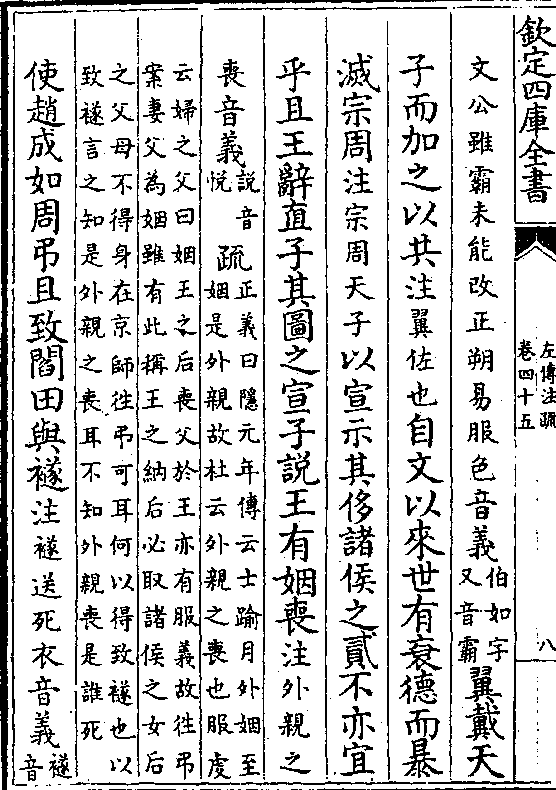 欽定四庫全書
左傳注疏
卷四十五
八
文公雖霸未能改正朔易服色音義伯如字又音霸翼戴天
子而加之以共注翼佐也自文以來世有衰德而暴
滅宗周注宗周天子以宣示其侈諸侯之貳不亦宜
乎且王辭直子其圖之宣子説王有姻喪注外親之
喪音義説音悦疏正義曰隱元年傳云士踰月外姻至
姻是外親故杜云外親之喪也服虔
云婦之父曰姻王之后喪父於王亦有服義故徃弔
案妻父為姻雖有此稱王之納后必取諸侯之女后
之父母不得身在京師徃弔可耳何以得致襚也以
致襚言之知是外親之喪耳不知外親喪是誰死
使趙成如周弔且致閻田與襚注襚送死衣音義襚音